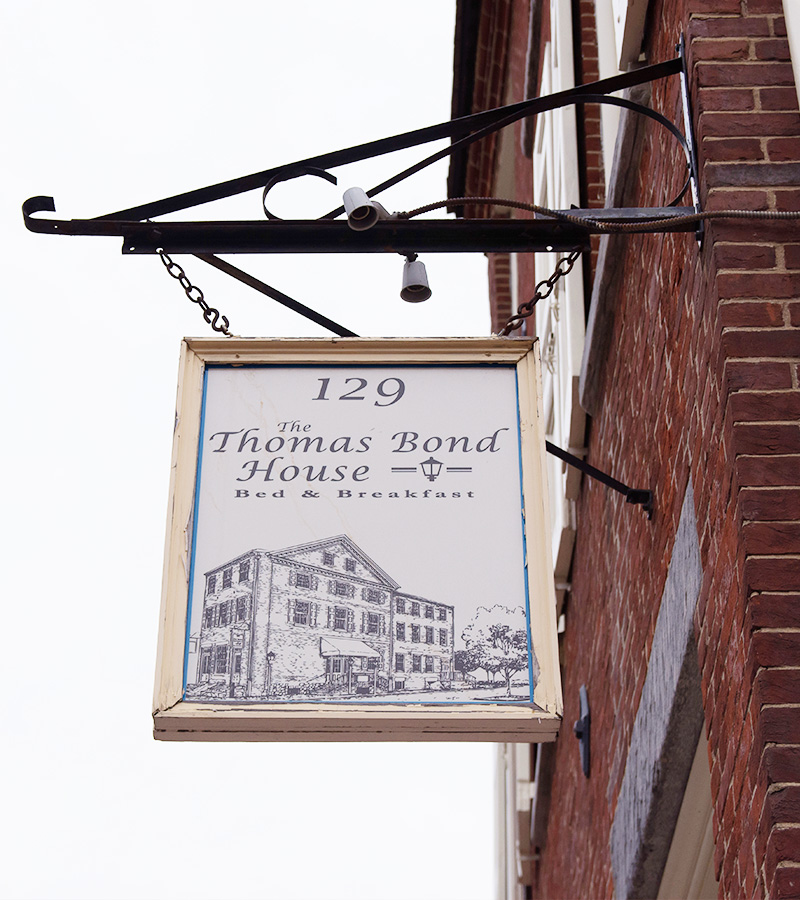 129
The
Thomas Bond
House
Bed & Breakfast